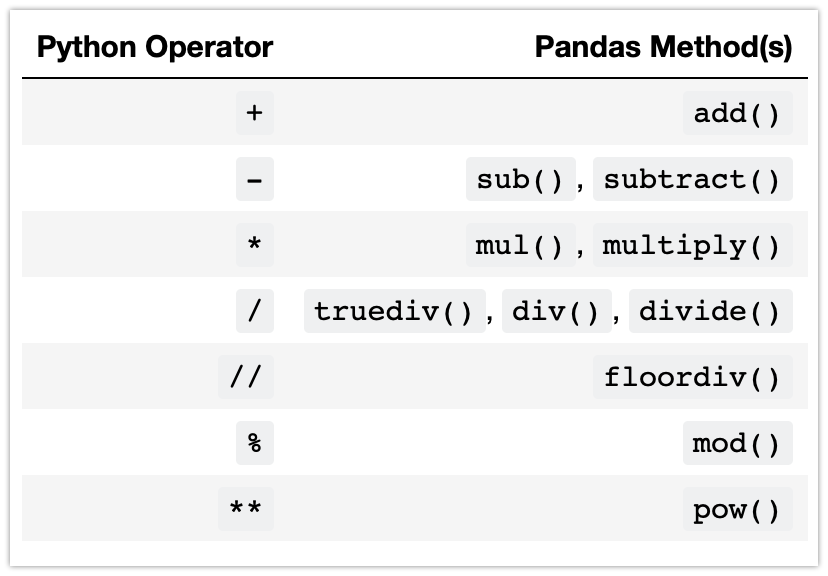 Python Operator Pandas Method(s)
+ add()
- sub(), subtract()
* mul(), multiply()
/ truediv(), div(), divide()
// floordiv()
% mod()
** pow()